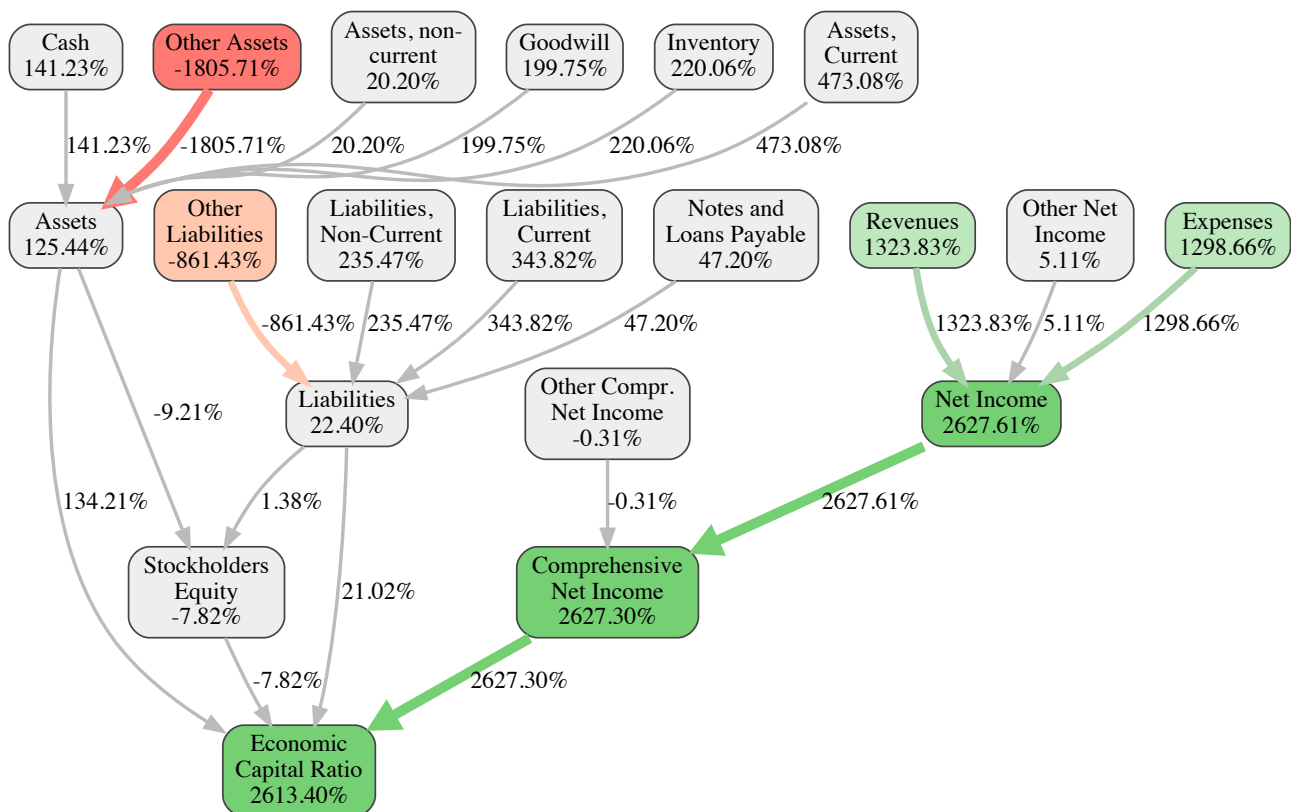 Cash
141.23%
Other Assets
-1805.71%
Assets, non-
current
20.20%
Goodwill
199.75%
Inventory
220.06%
Assets,
Current
473.08%
141.23%
-1805.71%
20.20%
199.75%
220.06%
473.08%
Assets
125.44%
Other
Liabilities
-861.43%
Liabilities,
Non-Current
235.47%
Liabilities,
Current
343.82%
Notes and
Loans Payable
47.20%
Revenues
1323.83%
Other Net
Income
5.11%
Expenses
1298.66%
-861.43%
235.47%
343.82%
47.20%
1323.83%
5.11%
1298.66%
-9.21%
Liabilities
22.40%
Other Compr.
Net Income
-0.31%
Net Income
2627.61%
134.21%
1.38%
-0.31%
2627.61%
Stockholders
Equity
-7.82%
21.02%
Comprehensive
Net Income
2627.30%
-7.82%
2627.30%
Economic
Capital Ratio
2613.40%